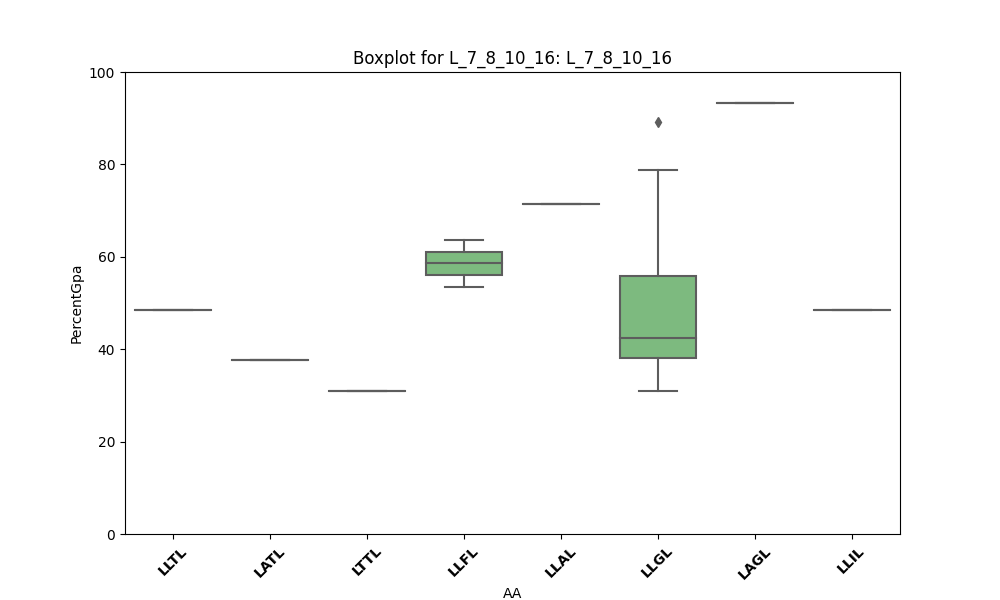 Boxplot for L_7_8_10_16: L_7_8_10_16
PercentGpa
100
80
60
40
20
0
LLTL
LATL
LTTL
LLFL
LLAL
LLGL
LAGL
LLIL
AA